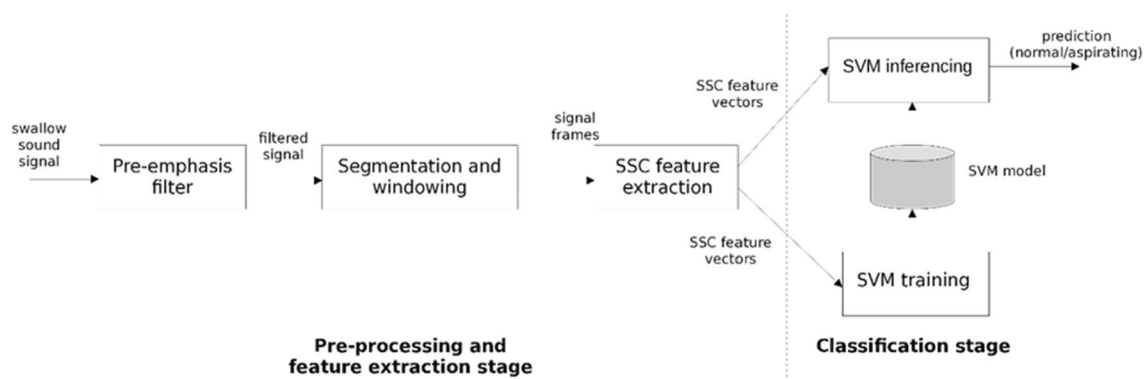 swallow
sound
signal
Pre-emphasis
filter
filtered
signal
Segmentation and
windowing
signal
frames
SSC feature
extraction
SSC feature
vectors
SSC feature
vectors
SVM inferencing
prediction
(normal/aspirating)
SVM model
SVM training
Pre-processing and
feature extraction stage
Classification stage